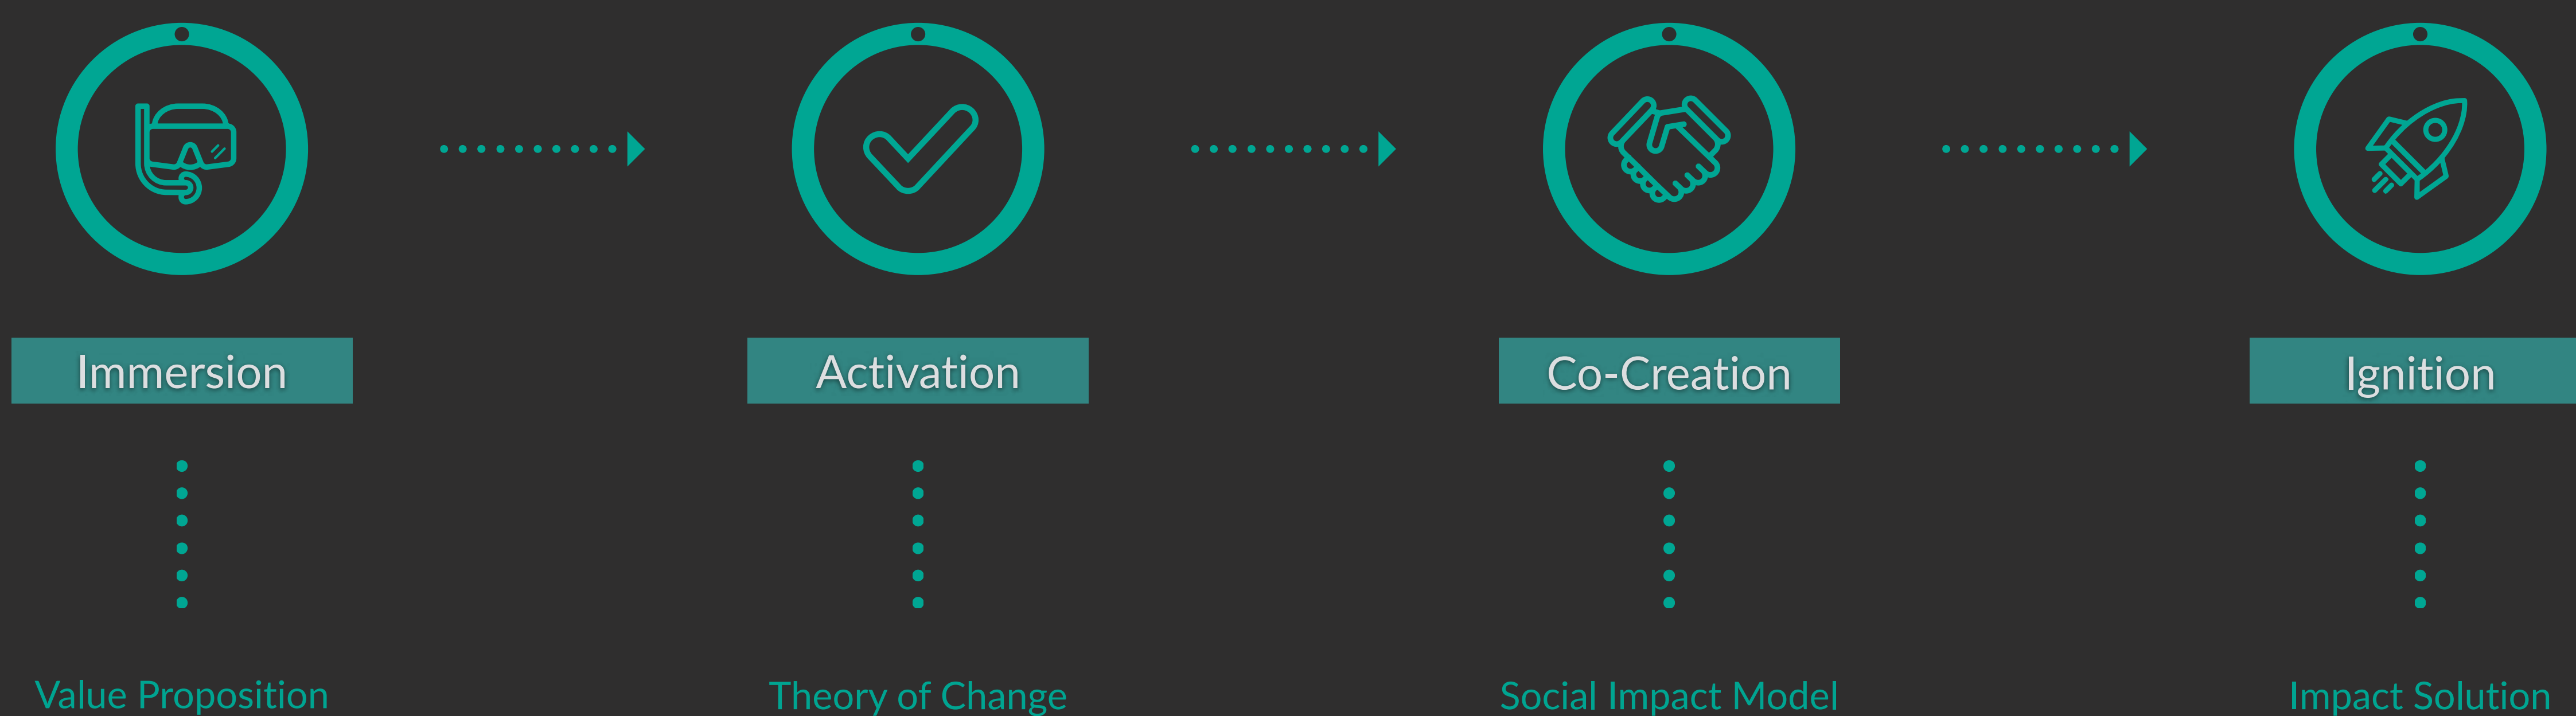 Immersion
Activation
Co-Creation
Ignition
Value Proposition
Theory of Change
Social Impact Model
Impact Solution